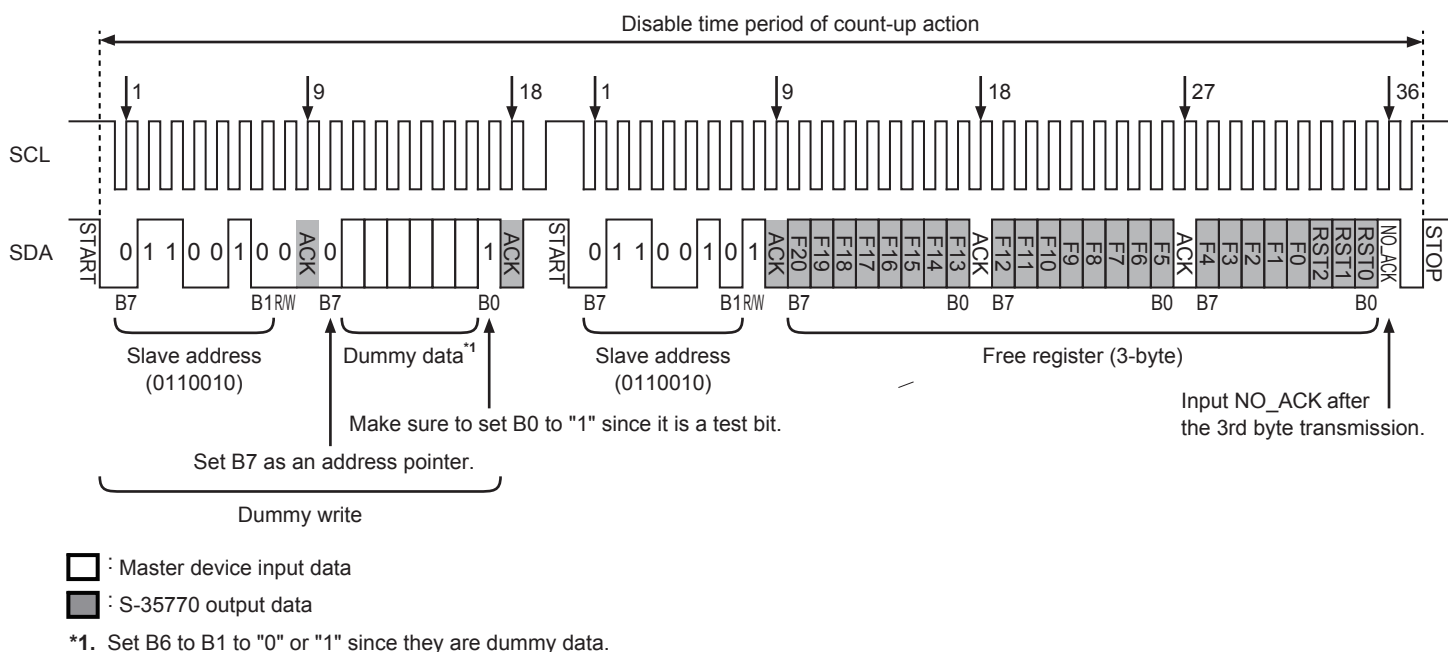 Disable time period of count-up action
1 9 18 1 9 18 27 36
SCL
SDA START 0 1 1 0 0 1 0 0 ACK 0 1 ACK START 0 1 1 0 0 1 0 1 ACK F20 F19 F18 F17 F16 F15 F14 F13 ACK F12 F11 F10 F9 F8 F7 F6 F5 ACK F4 F3 F2 F1 F0 RST2 RST1 RST0 NO_ACK STOP
B7 B1 R/W B7 B0 B7 B1 R/W B7 B0 B7 B0 B7 B0
Slave address Dummy data*1 Slave address Free register (3-byte)
(0110010) (0110010)
Input NO_ACK after
the 3rd byte transmission.
Make sure to set B0 to "1" since it is a test bit.
Set B7 as an address pointer.
Dummy write
: Master device input data
: S-35770 output data
*1. Set B6 to B1 to "0" or "1" since they are dummy data.